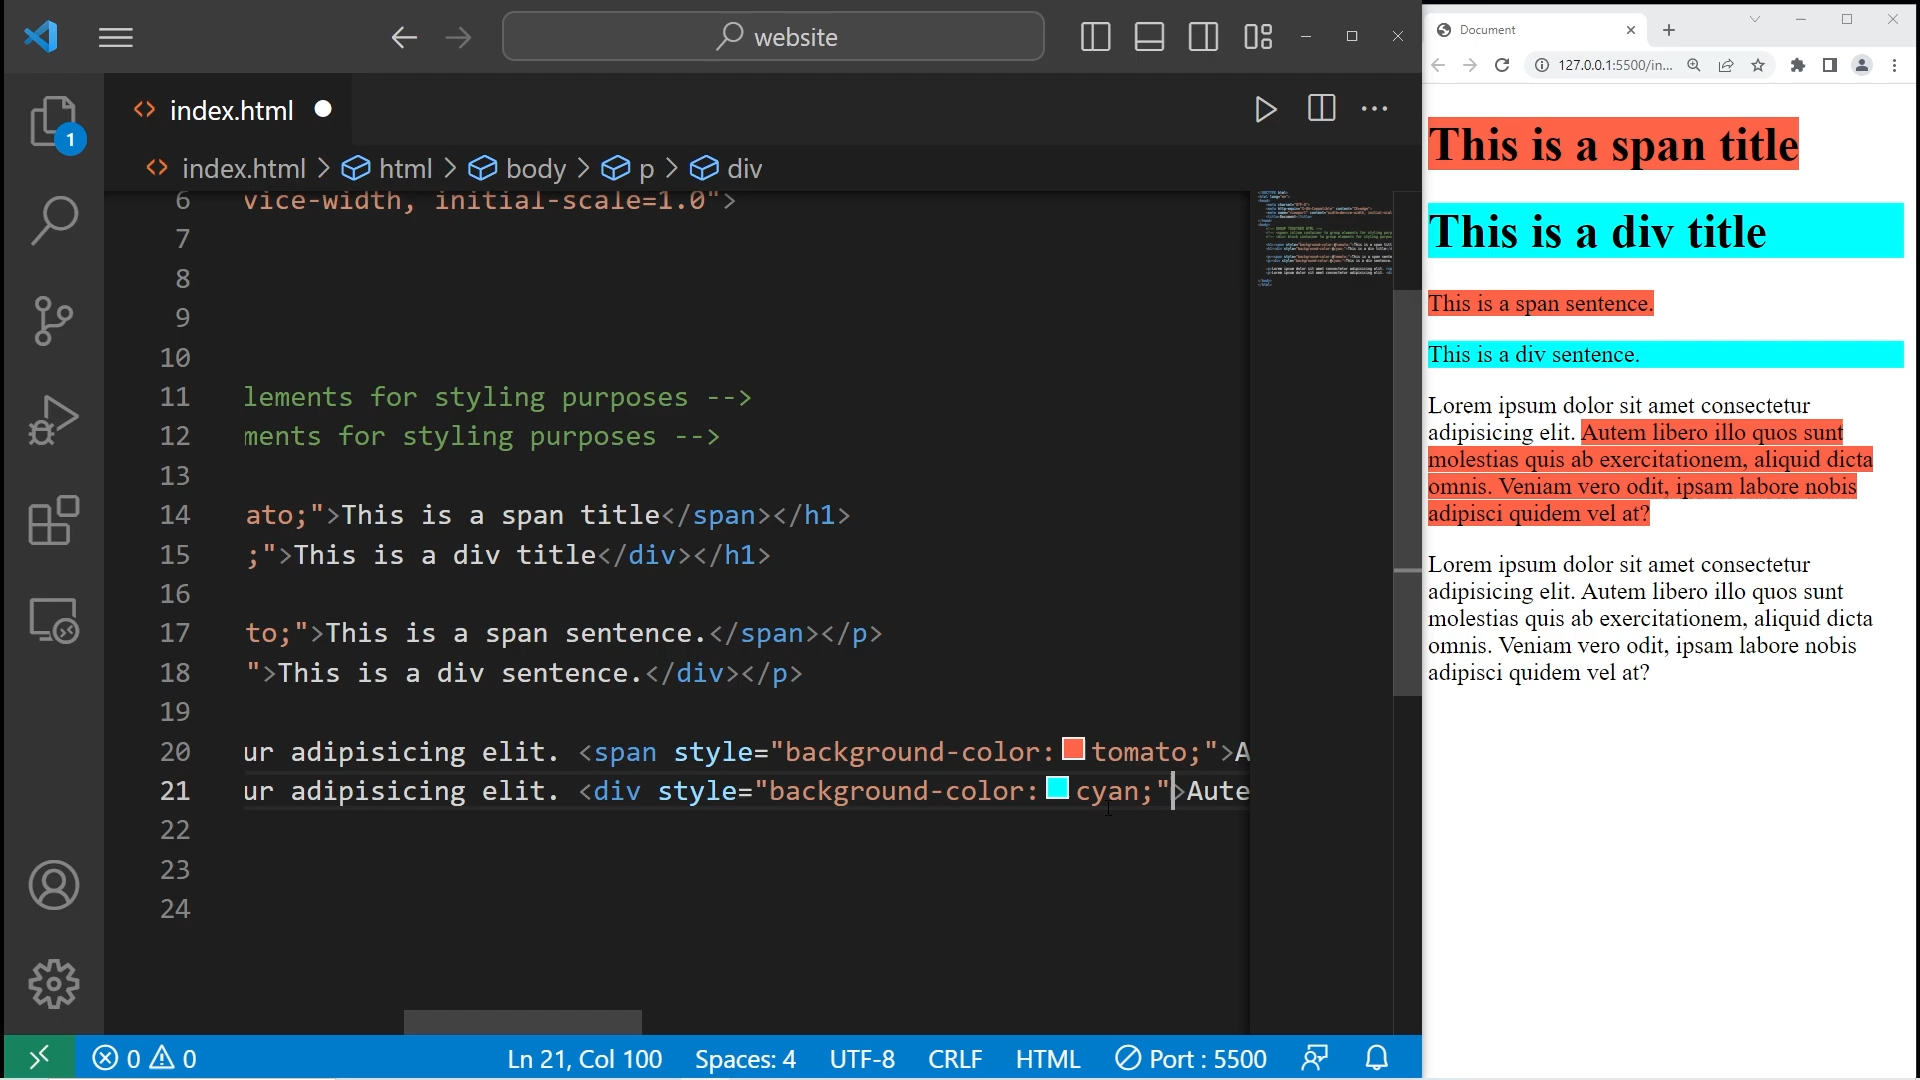 website
index.html
index.html > html > body > p > div
6 vice-width, initial-scale=1.0">
7
8
9
10
11 lements for styling purposes -->
12 ments for styling purposes -->
13
14 ato;">This is a span title</span></h1>
15 ;">This is a div title</div></h1>
16
17 to;">This is a span sentence.</span></p>
18 ">This is a div sentence.</div></p>
19
20 ur adipisicing elit. <span style="background-color: tomato;">A
21 ur adipisicing elit. <div style="background-color: cyan;">Aute
22
23
24
1
0 0
Ln 21, Col 100
Spaces: 4
UTF-8
CRLF
HTML
Port : 5500
Document
127.0.0.1:5500/in...
This is a span title
This is a div title
This is a span sentence.
This is a div sentence.
Lorem ipsum dolor sit amet consectetur
adipisicing elit. Autem libero illo quos sunt
molestias quis ab exercitationem, aliquid dicta
omnis. Veniam vero odit, ipsam labore nobis
adipisci quidem vel at?
Lorem ipsum dolor sit amet consectetur
adipisicing elit. Autem libero illo quos sunt
molestias quis ab exercitationem, aliquid dicta
omnis. Veniam vero odit, ipsam labore nobis
adipisci quidem vel at?